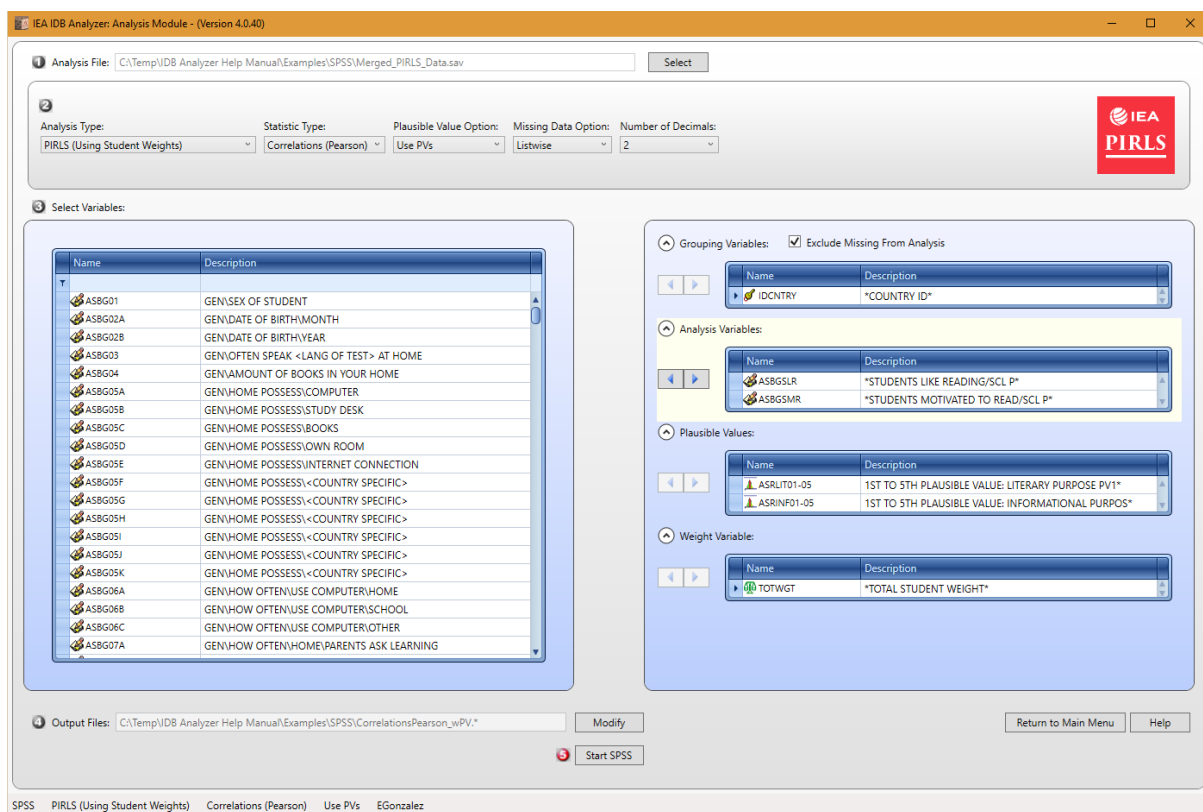 IEA IDB Analyzer: Analysis Module - (Version 4.0.40)
1 Analysis File: C:\Temp\IDB Analyzer Help Manual\Examples\SPSS\Merged_PIRLS_Data.sav Select
2
Analysis Type: Statistic Type: Plausible Value Option: Missing Data Option: Number of Decimals:
PIRLS (Using Student Weights) Correlations (Pearson) Use PVs Listwise 2
IEA
PIRLS
3 Select Variables:
Name Description
ASBG01 GEN\SEX OF STUDENT
ASBG02A GEN\DATE OF BIRTH\MONTH
ASBG02B GEN\DATE OF BIRTH\YEAR
ASBG03 GEN\OFTEN SPEAK <LANG OF TEST> AT HOME
ASBG04 GEN\AMOUNT OF BOOKS IN YOUR HOME
ASBG05A GEN\HOME POSSESS\COMPUTER
ASBG05B GEN\HOME POSSESS\STUDY DESK
ASBG05C GEN\HOME POSSESS\BOOKS
ASBG05D GEN\HOME POSSESS\OWN ROOM
ASBG05E GEN\HOME POSSESS\INTERNET CONNECTION
ASBG05F GEN\HOME POSSESS\<COUNTRY SPECIFIC>
ASBG05G GEN\HOME POSSESS\<COUNTRY SPECIFIC>
ASBG05H GEN\HOME POSSESS\<COUNTRY SPECIFIC>
ASBG05I GEN\HOME POSSESS\<COUNTRY SPECIFIC>
ASBG05J GEN\HOME POSSESS\<COUNTRY SPECIFIC>
ASBG05K GEN\HOME POSSESS\<COUNTRY SPECIFIC>
ASBG06A GEN\HOW OFTEN\USE COMPUTER\HOME
ASBG06B GEN\HOW OFTEN\USE COMPUTER\SCHOOL
ASBG06C GEN\HOW OFTEN\USE COMPUTER\OTHER
ASBG07A GEN\HOW OFTEN\HOME\PARENTS ASK LEARNING
Grouping Variables: Exclude Missing From Analysis
Name Description
IDCNTRY *COUNTRY ID*
Analysis Variables:
Name Description
ASBGSLR *STUDENTS LIKE READING/SCL P*
ASBGSMR *STUDENTS MOTIVATED TO READ/SCL P*
Plausible Values:
Name Description
ASRLIT01-05 1ST TO 5TH PLAUSIBLE VALUE: LITERARY PURPOSE PV1*
ASRINF01-05 1ST TO 5TH PLAUSIBLE VALUE: INFORMATIONAL PURPOS*
Weight Variable:
Name Description
TOTWGT *TOTAL STUDENT WEIGHT*
4 Output Files: C:\Temp\IDB Analyzer Help Manual\Examples\SPSS\CorrelationsPearson_wPV.* Modify Return to Main Menu Help
5 Start SPSS
SPSS PIRLS (Using Student Weights) Correlations (Pearson) Use PVs EGonzalez